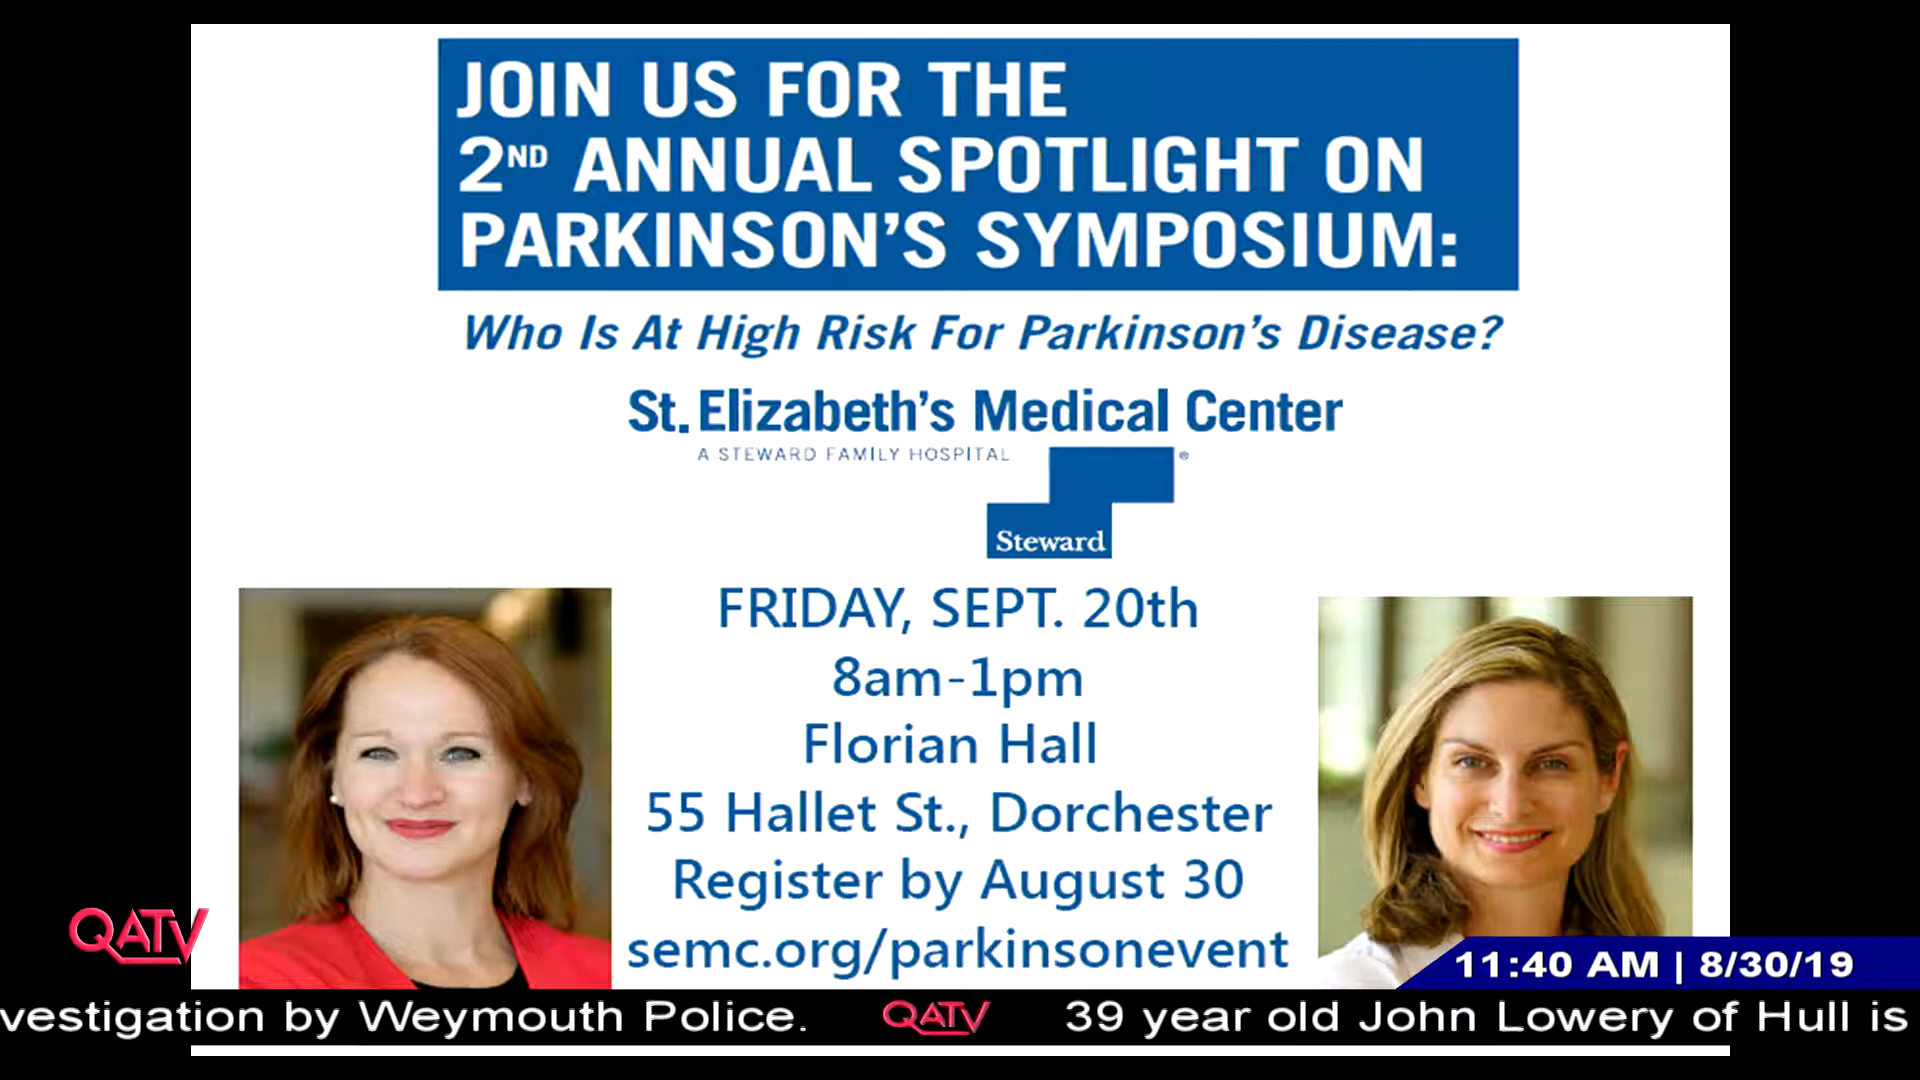 JOIN US FOR THE
2ND ANNUAL SPOTLIGHT ON
PARKINSON'S SYMPOSIUM:
Who Is At High Risk For Parkinson's Disease?
St. Elizabeth's Medical Center
A STEWARD FAMILY HOSPITAL ®
Steward
FRIDAY, SEPT. 20th
8am-1pm
Florian Hall
55 Hallet St., Dorchester
Register by August 30
semc.org/parkinsonevent
QATV
11:40 AM | 8/30/19
vestigation by Weymouth Police. QATV 39 year old John Lowery of Hull is